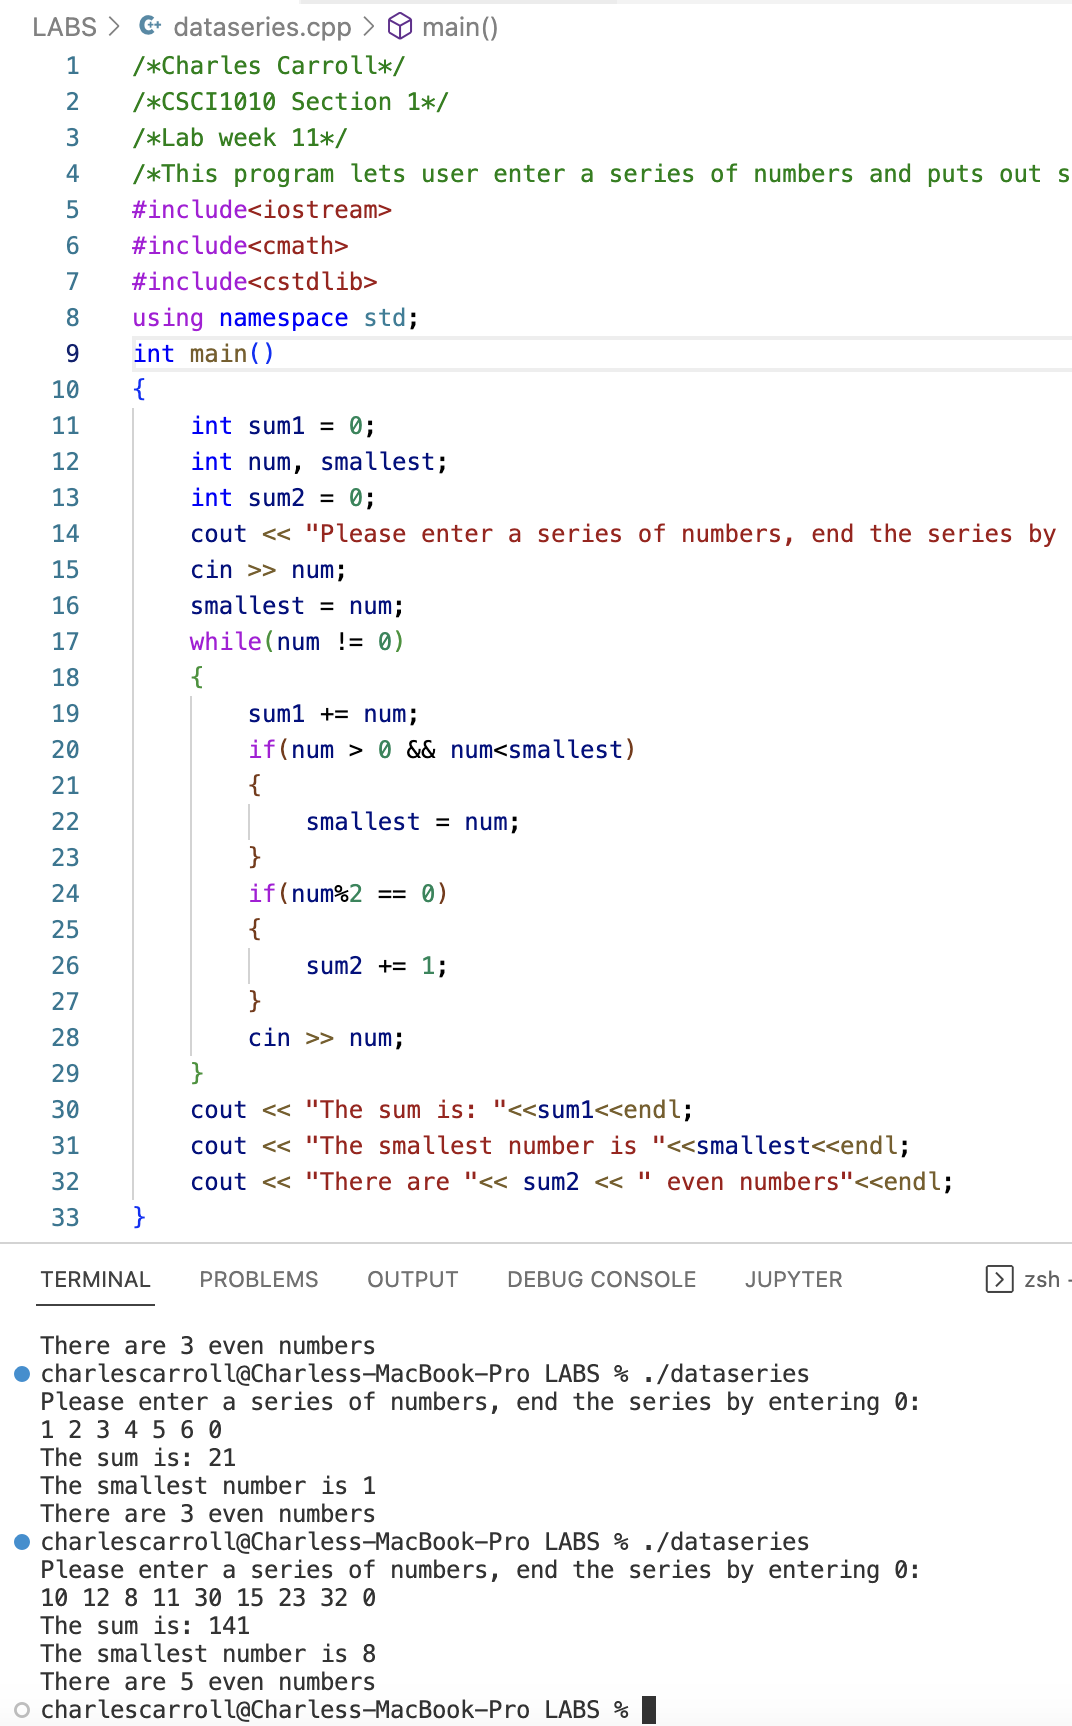 LABS > dataseries.cpp > main()
1 /*Charles Carroll*/
2 /*CSCI1010 Section 1*/
3 /*Lab week 11*/
4 /*This program lets user enter a series of numbers and puts out s
5 #include<iostream>
6 #include<cmath>
7 #include<cstdlib>
8 using namespace std;
9 int main()
10 {
11 int sum1 = 0;
12 int num, smallest;
13 int sum2 = 0;
14 cout << "Please enter a series of numbers, end the series by
15 cin >> num;
16 smallest = num;
17 while(num != 0)
18 {
19 sum1 += num;
20 if(num > 0 && num<smallest)
21 {
22 smallest = num;
23 }
24 if(num%2 == 0)
25 {
26 sum2 += 1;
27 }
28 cin >> num;
29 }
30 cout << "The sum is: "<<sum1<<endl;
31 cout << "The smallest number is "<<smallest<<endl;
32 cout << "There are "<< sum2 << " even numbers"<<endl;
33 }
TERMINAL PROBLEMS OUTPUT DEBUG CONSOLE JUPYTER zsh -
There are 3 even numbers
charlescarroll@Charless-MacBook-Pro LABS % ./dataseries
Please enter a series of numbers, end the series by entering 0:
1 2 3 4 5 6 0
The sum is: 21
The smallest number is 1
There are 3 even numbers
charlescarroll@Charless-MacBook-Pro LABS % ./dataseries
Please enter a series of numbers, end the series by entering 0:
10 12 8 11 30 15 23 32 0
The sum is: 141
The smallest number is 8
There are 5 even numbers
charlescarroll@Charless-MacBook-Pro LABS %